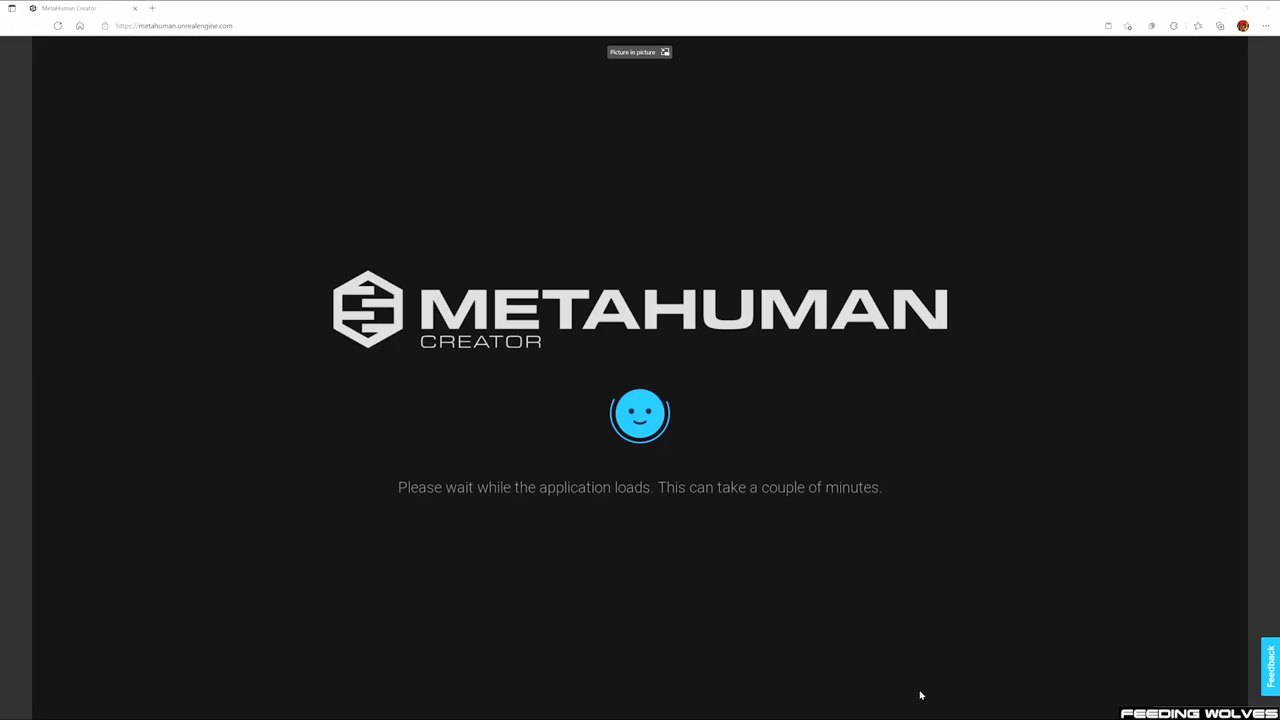 MetaHuman Creator
https://metahuman.unrealengine.com
Picture in picture
METAHUMAN
CREATOR
Please wait while the application loads. This can take a couple of minutes.
Feedback
FEEDING WOLVES